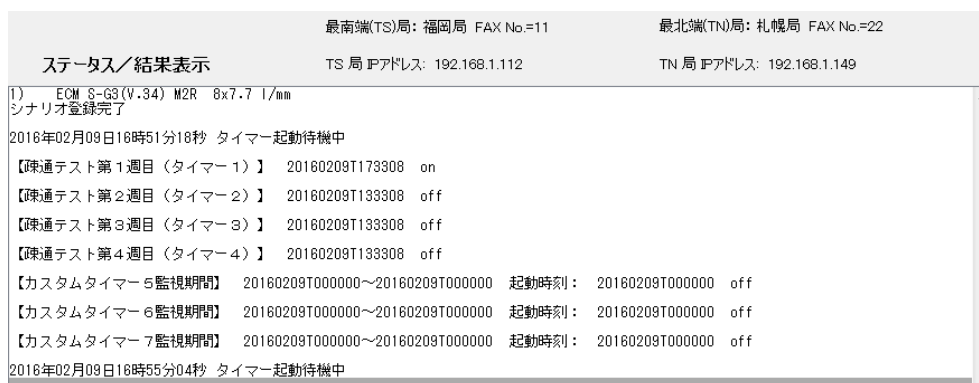 最南端(TS)局: 福岡局 FAX No.=11 最北端(TN)局: 札幌局 FAX No.=22
ステータス／結果表示 TS 局 IPアドレス: 192.168.1.112 TN 局 IPアドレス: 192.168.1.149
1) ECM S-G3(V.34) M2R 8x7.7 l/mm
シナリオ登録完了
2016年02月09日16時51分18秒 タイマー起動待機中
【疎通テスト第１週目（タイマー１）】 20160209T173308 on
【疎通テスト第２週目（タイマー２）】 20160209T133308 off
【疎通テスト第３週目（タイマー３）】 20160209T133308 off
【疎通テスト第４週目（タイマー４）】 20160209T133308 off
【カスタムタイマー５監視期間】 20160209T000000～20160209T000000 起動時刻： 20160209T000000 off
【カスタムタイマー６監視期間】 20160209T000000～20160209T000000 起動時刻： 20160209T000000 off
【カスタムタイマー７監視期間】 20160209T000000～20160209T000000 起動時刻： 20160209T000000 off
2016年02月09日16時55分04秒 タイマー起動待機中